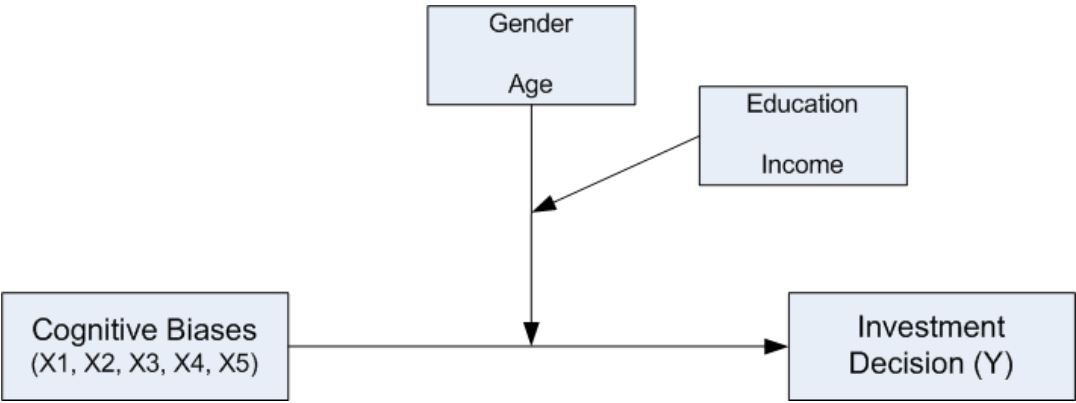 Gender
Age
Education
Income
Cognitive Biases
(X1, X2, X3, X4, X5)
Investment
Decision (Y)